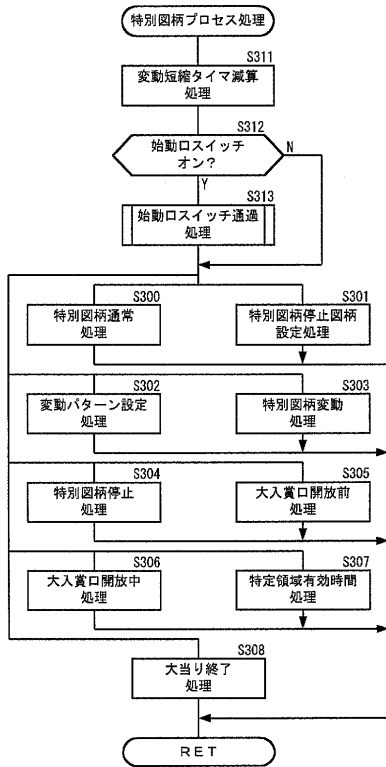 特別図柄プロセス処理
S311
変動短縮タイマ減算
処理
S312
始動口スイッチ
オン?
N
Y
S313
始動口スイッチ通過
処理
S300
特別図柄通常
処理
S301
特別図柄停止図柄
設定処理
S302
変動パターン設定
処理
S303
特別図柄変動
処理
S304
特別図柄停止
処理
S305
大入賞口開放前
処理
S306
大入賞口開放中
処理
S307
特定領域有効時間
処理
S308
大当り終了
処理
RET